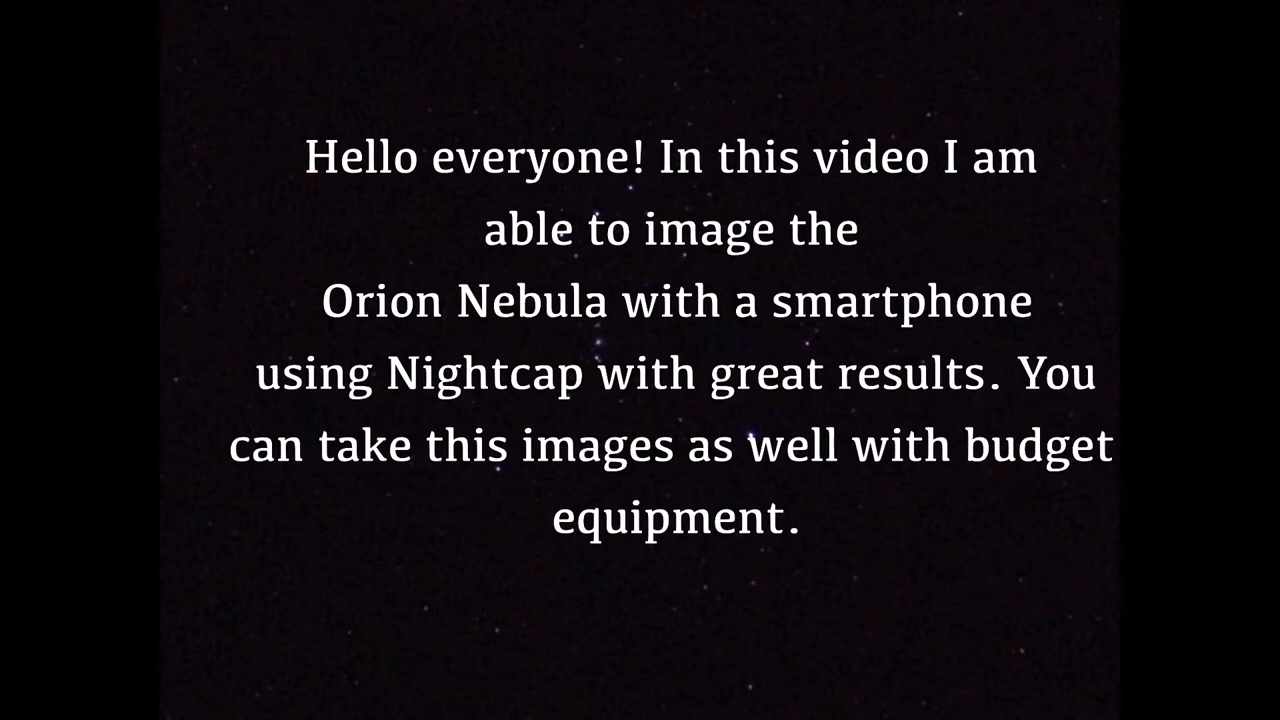 Hello everyone! In this video I am
able to image the
Orion Nebula with a smartphone
using Nightcap with great results. You
can take this images as well with budget
equipment.